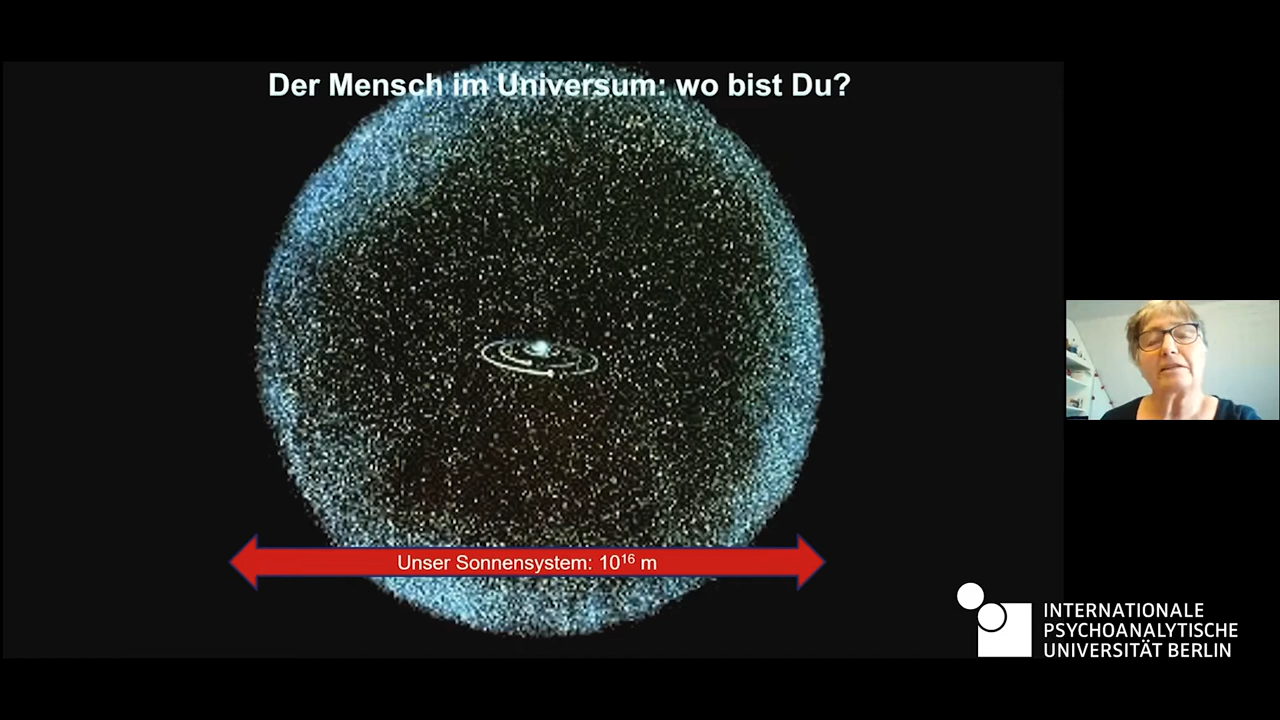 Der Mensch im Universum: wo bist Du?
Unser Sonnensystem: 10¹⁶ m
INTERNATIONALE
PSYCHOANALYTISCHE
UNIVERSITÄT BERLIN